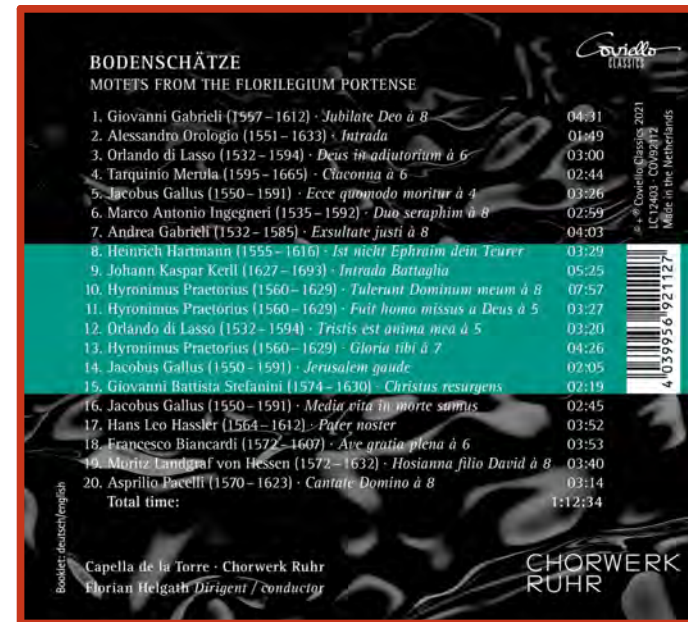 Coviello
CLASSICS
BODENSCHÄTZE
MOTETS FROM THE FLORILEGIUM PORTENSE
1. Giovanni Gabrieli (1557–1612) · Jubilate Deo à 8 04:31
2. Alessandro Orologio (1551–1633) · Intrada 01:49
3. Orlando di Lasso (1532–1594) · Deus in adiutorium à 6 03:00
4. Tarquinio Merula (1595–1665) · Ciaconna à 6 02:44
5. Jacobus Gallus (1550–1591) · Ecce quomodo moritur à 4 03:26
6. Marco Antonio Ingegneri (1535–1592) · Duo seraphim à 8 02:59
7. Andrea Gabrieli (1532–1585) · Exsultate justi à 8 04:03
8. Heinrich Hartmann (1555–1616) · Ist nicht Ephraim dein Teurer 03:29
9. Johann Kaspar Kerll (1627–1693) · Intrada Battaglia 05:25
10. Hyronimus Praetorius (1560–1629) · Tulerunt Dominum meum à 8 07:57
11. Hyronimus Praetorius (1560–1629) · Fuit homo missus a Deus à 5 03:27
12. Orlando di Lasso (1532–1594) · Tristis est anima mea à 5 03:20
13. Hyronimus Praetorius (1560–1629) · Gloria tibi à 7 04:26
14. Jacobus Gallus (1550–1591) · Jerusalem gaude 02:05
15. Giovanni Battista Stefanini (1574–1630) · Christus resurgens 02:19
16. Jacobus Gallus (1550–1591) · Media vita in morte sumus 02:45
17. Hans Leo Hassler (1564–1612) · Pater noster 03:52
18. Francesco Biancardi (1572–1607) · Ave gratia plena à 6 03:53
19. Moritz Landgraf von Hessen (1572–1632) · Hosianna filio David à 8 03:40
20. Asprilio Pacelli (1570–1623) · Cantate Domino à 8 03:14
Total time: 1:12:34
Capella de la Torre · Chorwerk Ruhr
Florian Helgath Dirigent / conductor
CHORWERK
RUHR
Booklet: deutsch/english
© + ℗ Coviello Classics 2021
LC 12403 · COV92112
Made in the Netherlands
4 039956 921127